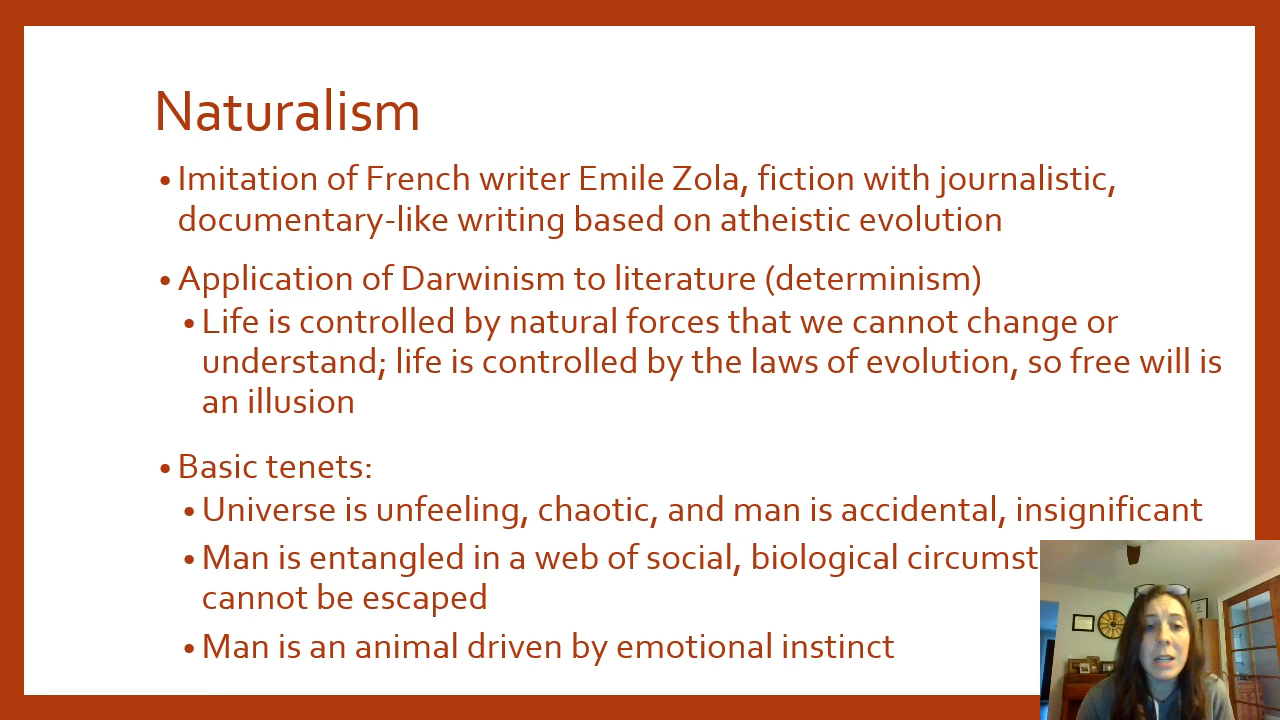 Naturalism
• Imitation of French writer Emile Zola, fiction with journalistic,
documentary-like writing based on atheistic evolution
• Application of Darwinism to literature (determinism)
• Life is controlled by natural forces that we cannot change or
understand; life is controlled by the laws of evolution, so free will is
an illusion
• Basic tenets:
• Universe is unfeeling, chaotic, and man is accidental, insignificant
• Man is entangled in a web of social, biological circumst
cannot be escaped
• Man is an animal driven by emotional instinct